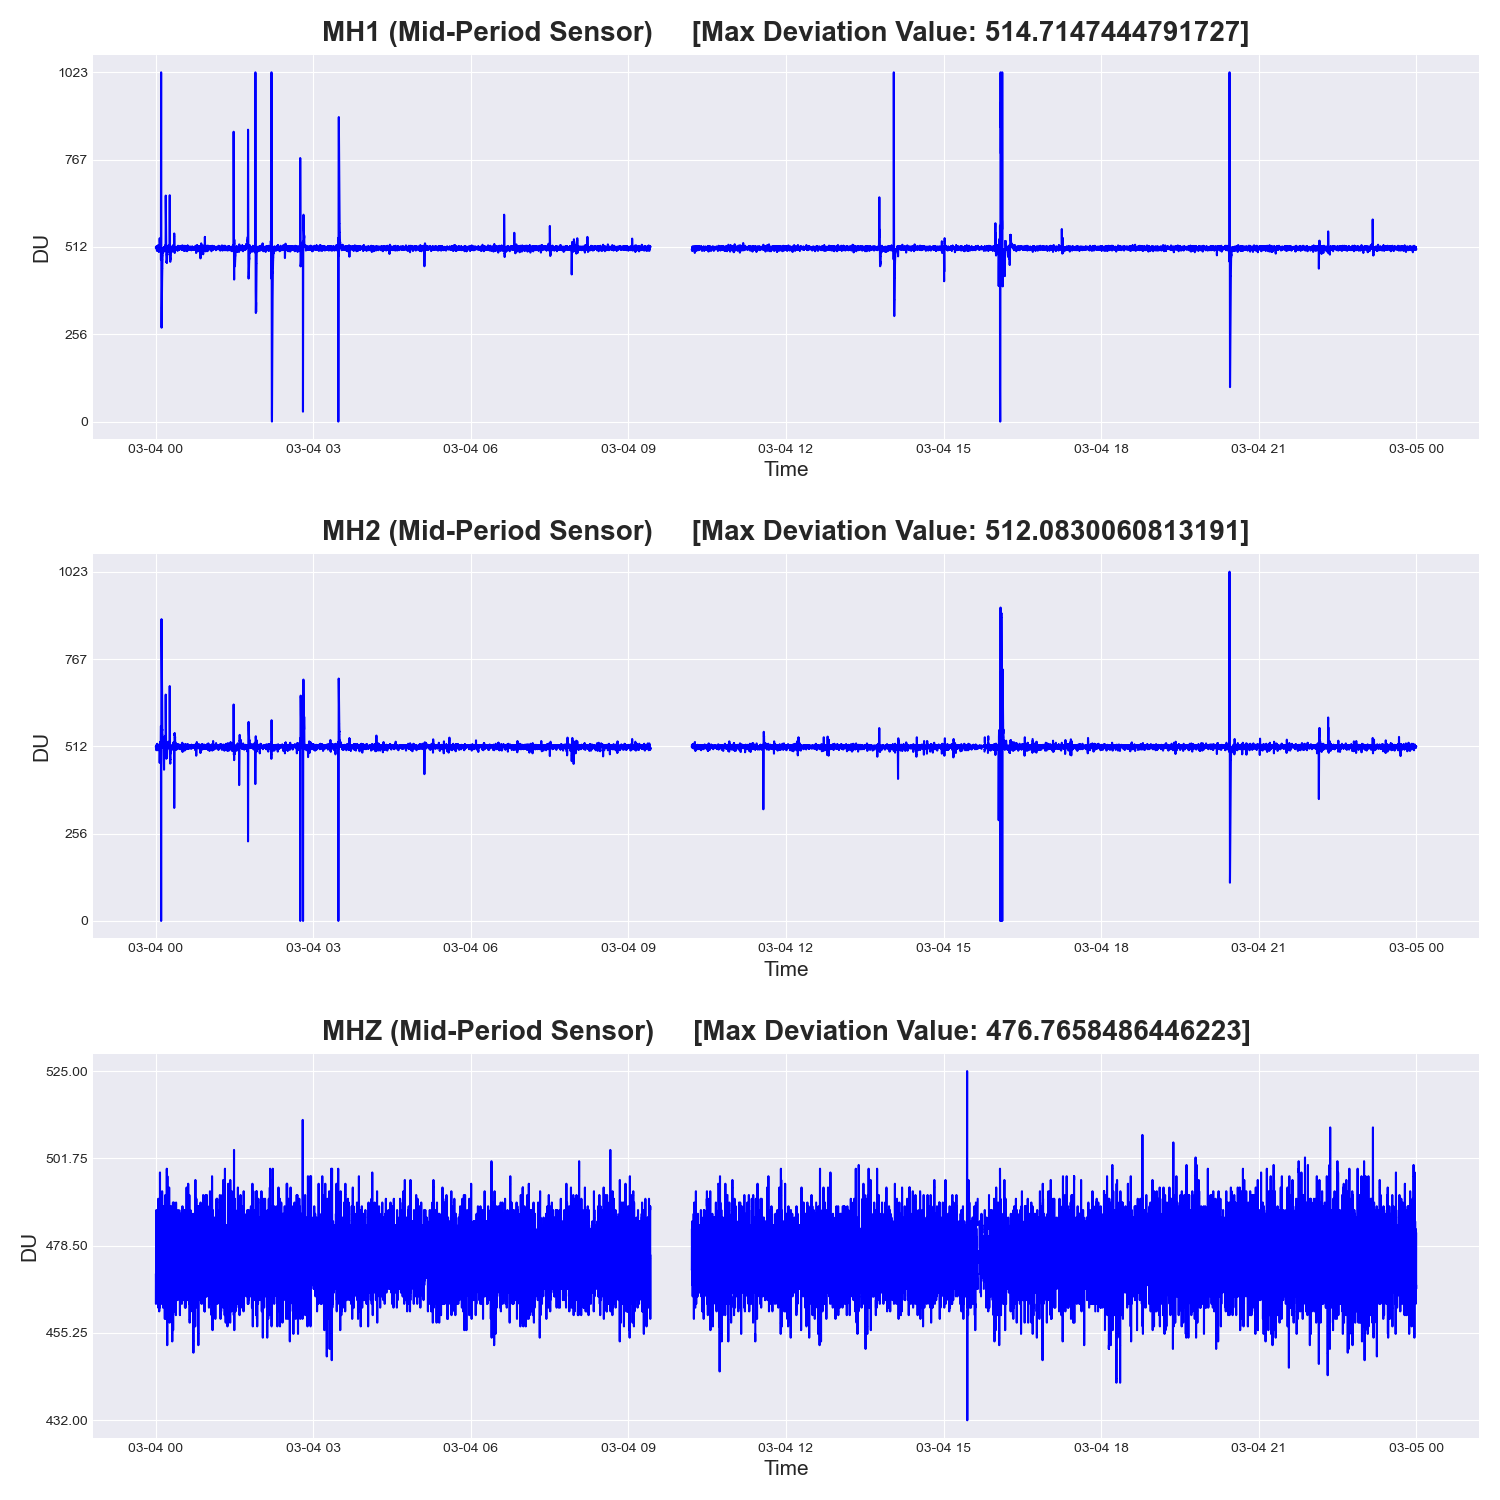 MH1 (Mid-Period Sensor) [Max Deviation Value: 514.7147444791727]
1023
767
512
256
0
DU
03-04 00 03-04 03 03-04 06 03-04 09 03-04 12 03-04 15 03-04 18 03-04 21 03-05 00
Time
MH2 (Mid-Period Sensor) [Max Deviation Value: 512.0830060813191]
1023
767
512
256
0
DU
03-04 00 03-04 03 03-04 06 03-04 09 03-04 12 03-04 15 03-04 18 03-04 21 03-05 00
Time
MHZ (Mid-Period Sensor) [Max Deviation Value: 476.7658486446223]
525.00
501.75
478.50
455.25
432.00
DU
03-04 00 03-04 03 03-04 06 03-04 09 03-04 12 03-04 15 03-04 18 03-04 21 03-05 00
Time